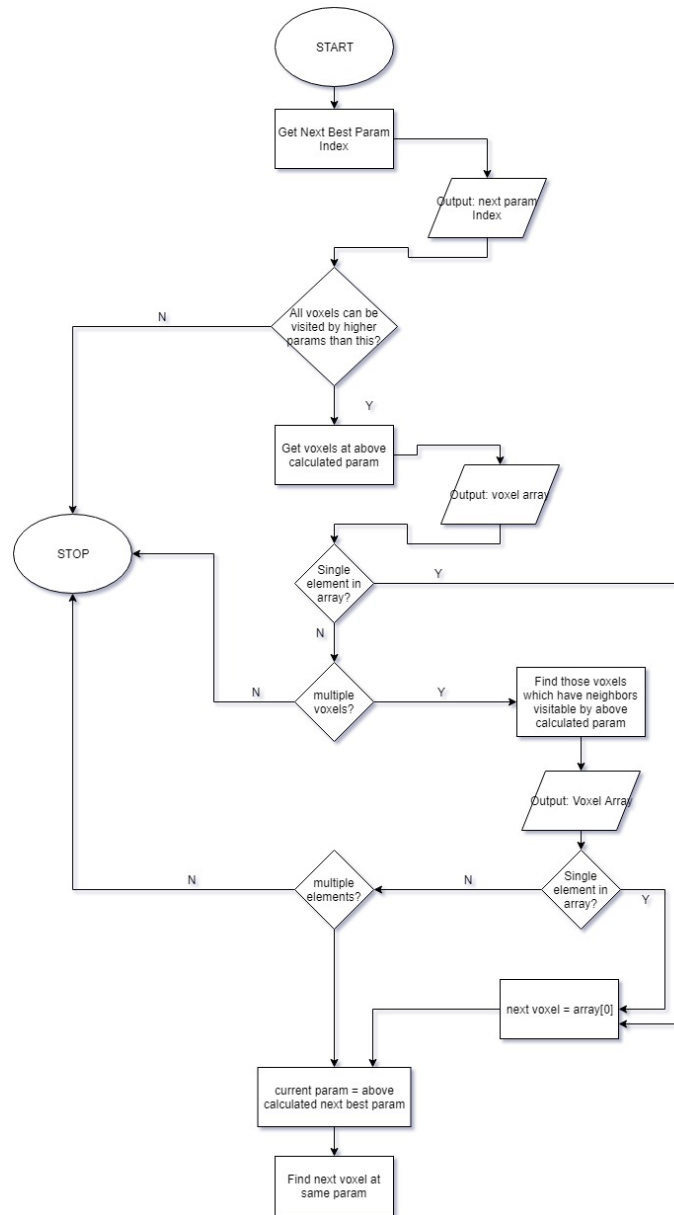 START
Get Next Best Param
Index
Output: next param
Index
All voxels can be
visited by higher
params than this?
N
Y
Get voxels at above
calculated param
Output: voxel array
STOP
Single
element in
array?
Y
N
multiple
voxels?
N
Y
Find those voxels
which have neighbors
visitable by above
calculated param
Output: Voxel Array
Single
element in
array?
N
Y
multiple
elements?
N
next voxel = array[0]
current param = above
calculated next best param
Find next voxel at
same param